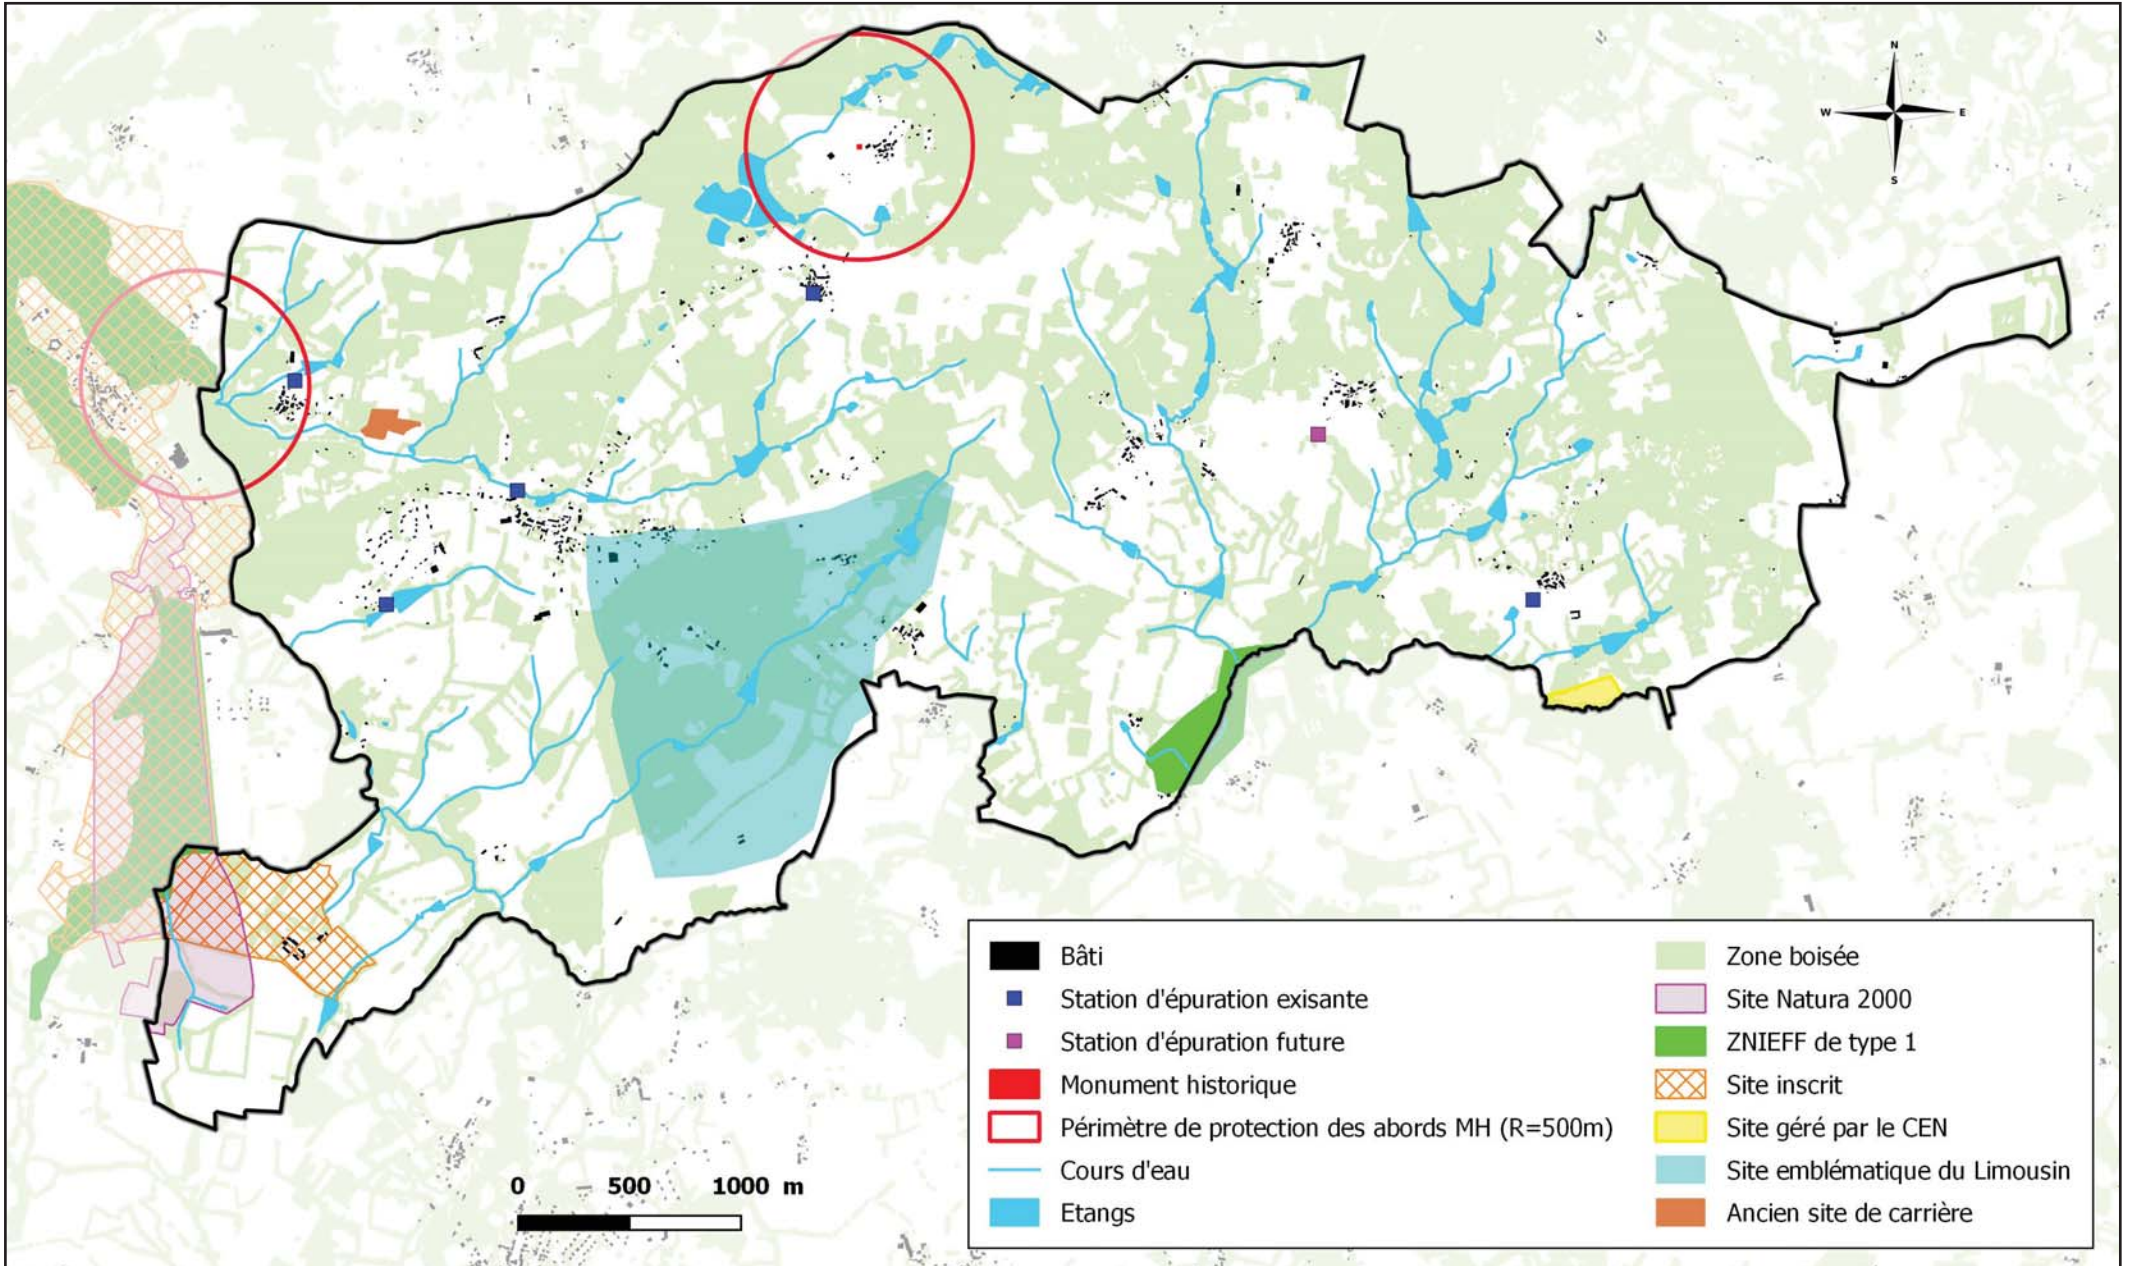 N
W E
S
Bâti
Station d'épuration exisante
Station d'épuration future
Monument historique
Périmètre de protection des abords MH (R=500m)
Cours d'eau
Etangs
Zone boisée
Site Natura 2000
ZNIEFF de type 1
Site inscrit
Site géré par le CEN
Site emblématique du Limousin
Ancien site de carrière
0 500 1000 m